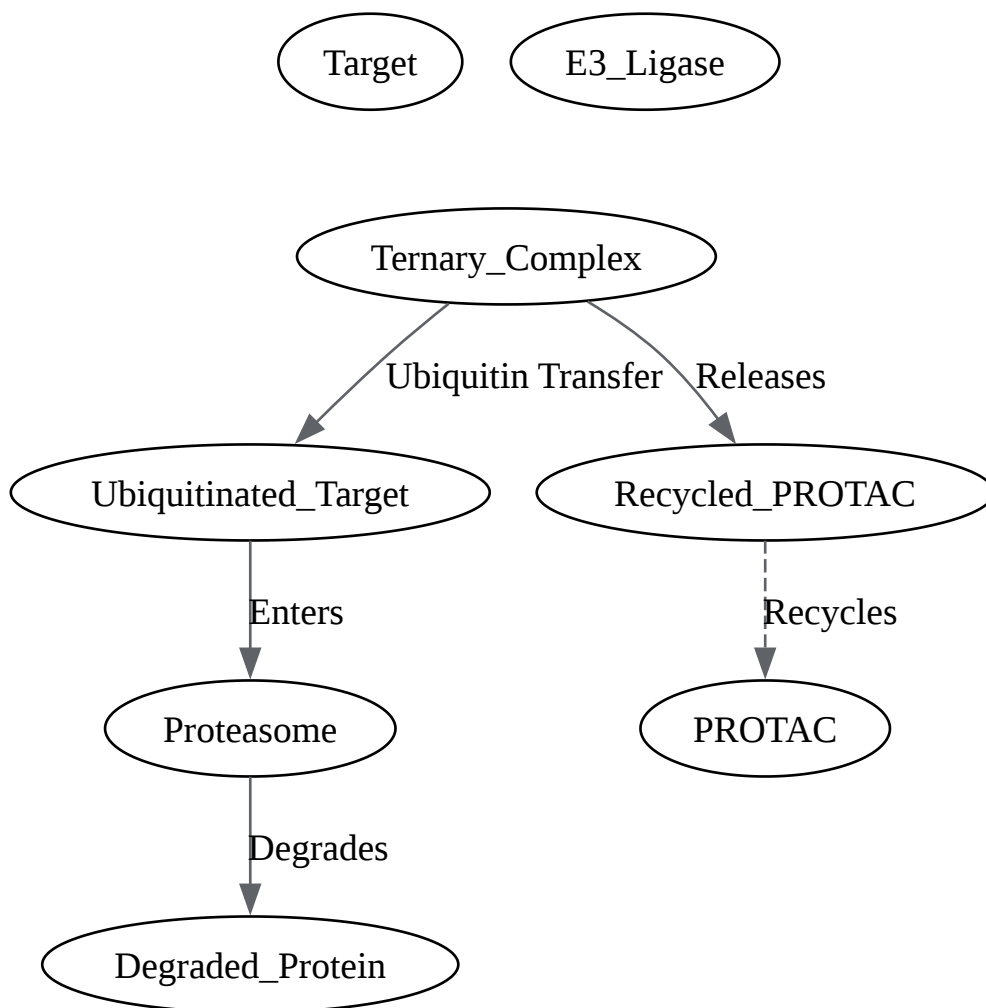 Target
E3_Ligase
Ternary_Complex
Ubiquitin Transfer
Releases
Ubiquitinated_Target
Recycled_PROTAC
Enters
Recycles
Proteasome
PROTAC
Degrades
Degraded_Protein